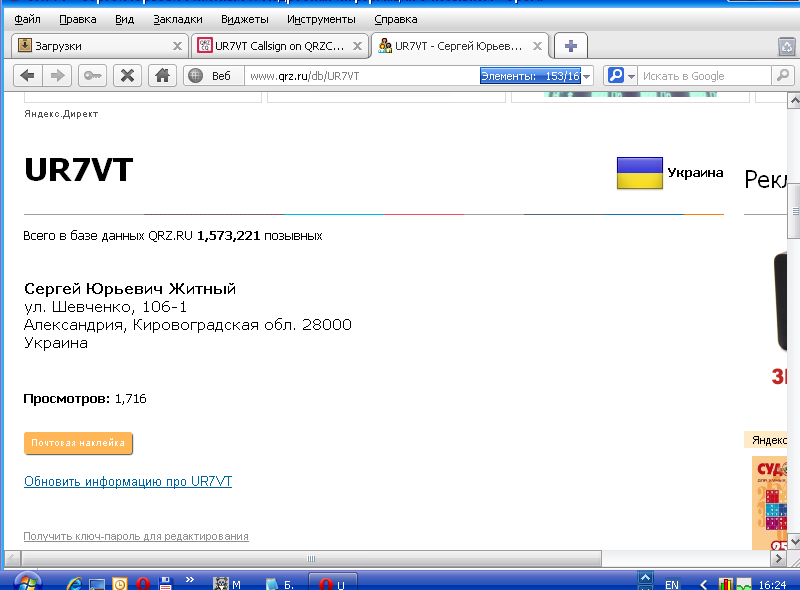 Файл Правка Вид Закладки Виджеты Инструменты Справка
Загрузки UR7VT Callsign on QRZC... UR7VT - Сергей Юрьев...
Веб www.qrz.ru/db/UR7VT Элементы: 153/16 Искать в Google
Яндекс.Директ
UR7VT
Украина
Рекл
Всего в базе данных QRZ.RU 1,573,221 позывных
Сергей Юрьевич Житный
ул. Шевченко, 106-1
Александрия, Кировоградская обл. 28000
Украина
Просмотров: 1,716
Почтовая наклейка
Яндекс
Обновить информацию про UR7VT
Получить ключ-пароль для редактирования
М Б. U EN 16:24